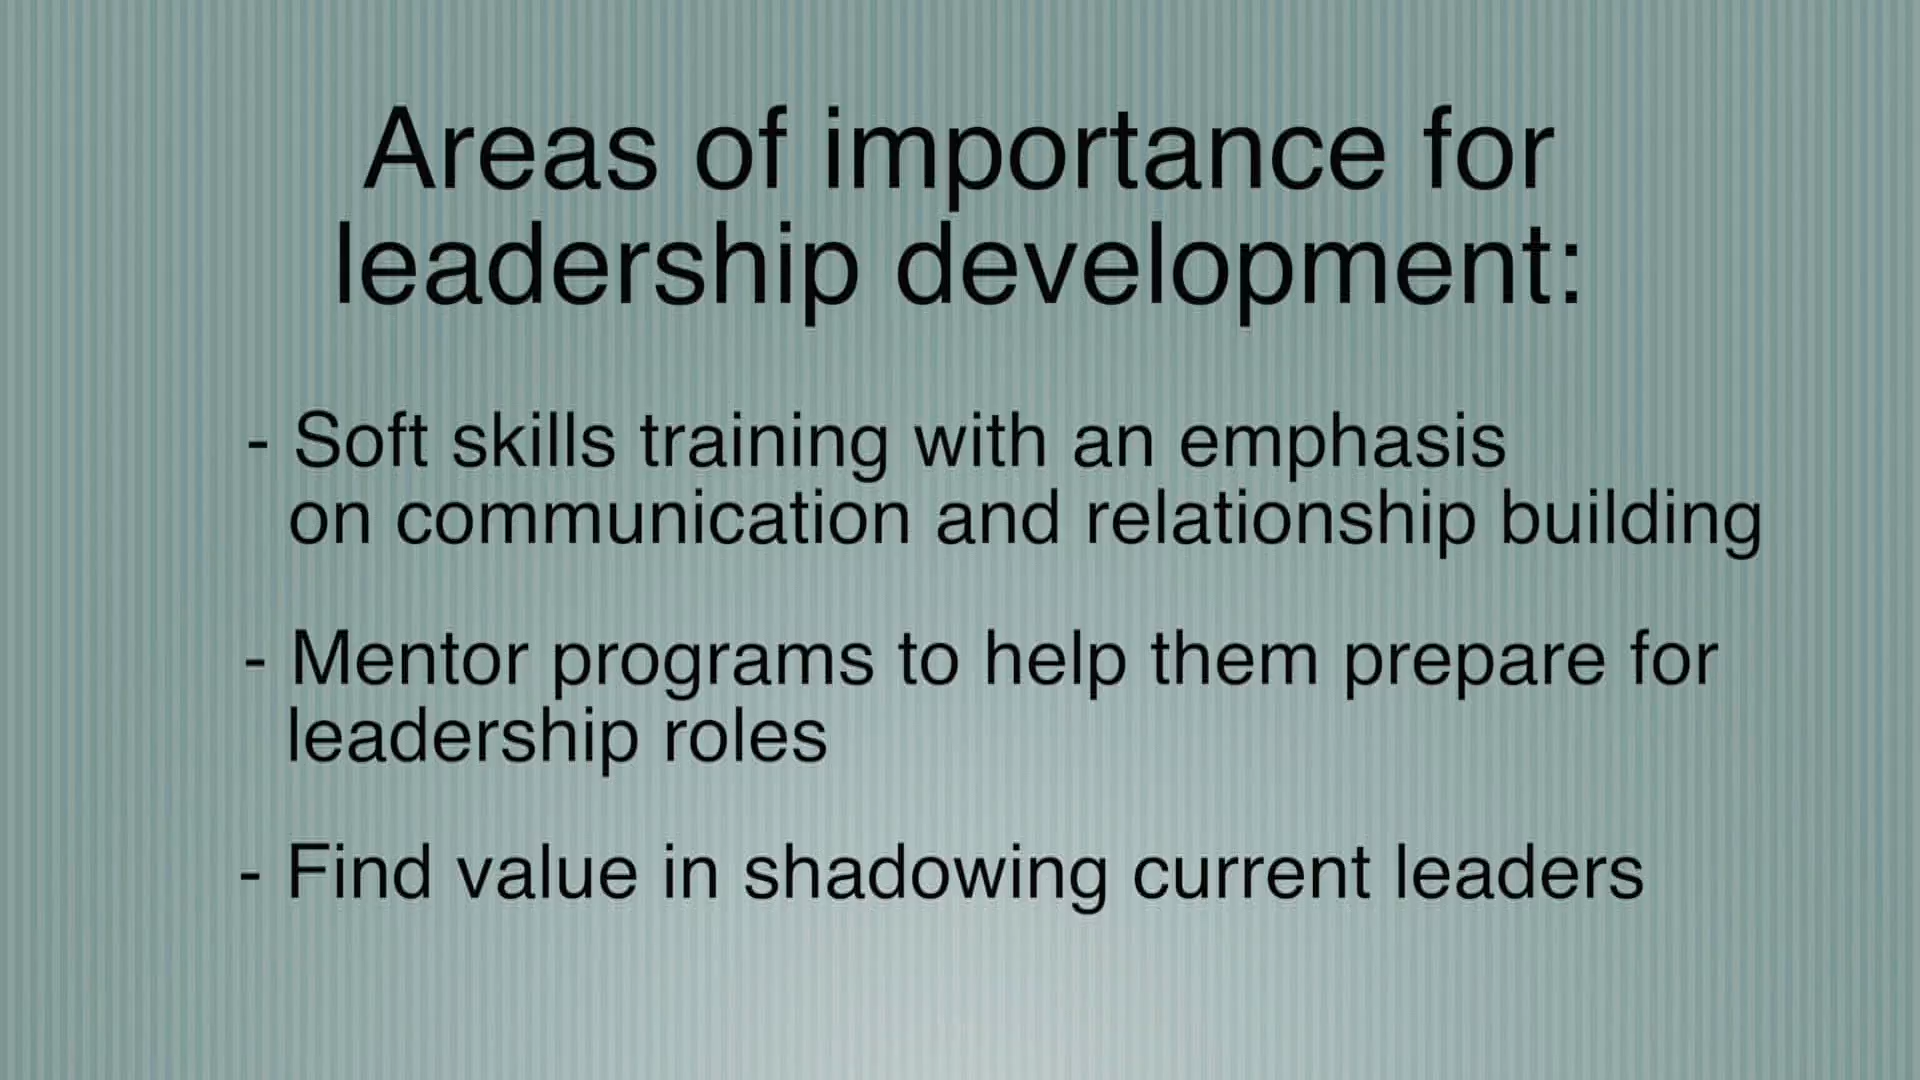 Areas of importance for
leadership development:
- Soft skills training with an emphasis
on communication and relationship building
- Mentor programs to help them prepare for
leadership roles
- Find value in shadowing current leaders